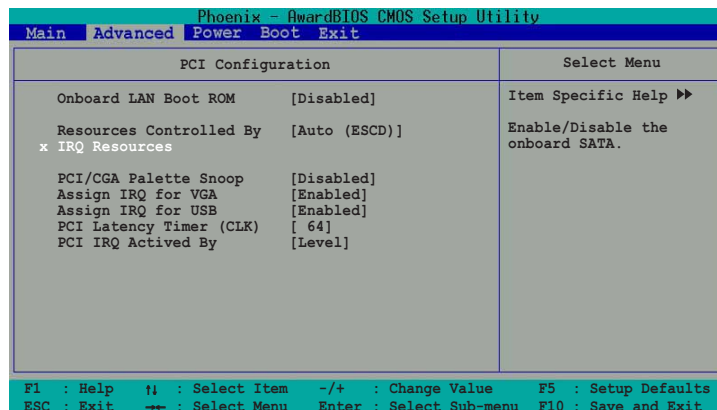 Phoenix - AwardBIOS CMOS Setup Utility
Main Advanced Power Boot Exit
PCI Configuration
Select Menu
Onboard LAN Boot ROM [Disabled]
Resources Controlled By [Auto (ESCD)]
x IRQ Resources
PCI/CGA Palette Snoop [Disabled]
Assign IRQ for VGA [Enabled]
Assign IRQ for USB [Enabled]
PCI Latency Timer (CLK) [ 64]
PCI IRQ Actived By [Level]
Item Specific Help ▶▶
Enable/Disable the
onboard SATA.
F1 : Help ↑↓ : Select Item -/+ : Change Value F5 : Setup Defaults
ESC : Exit →← : Select Menu Enter : Select Sub-menu F10 : Save and Exit